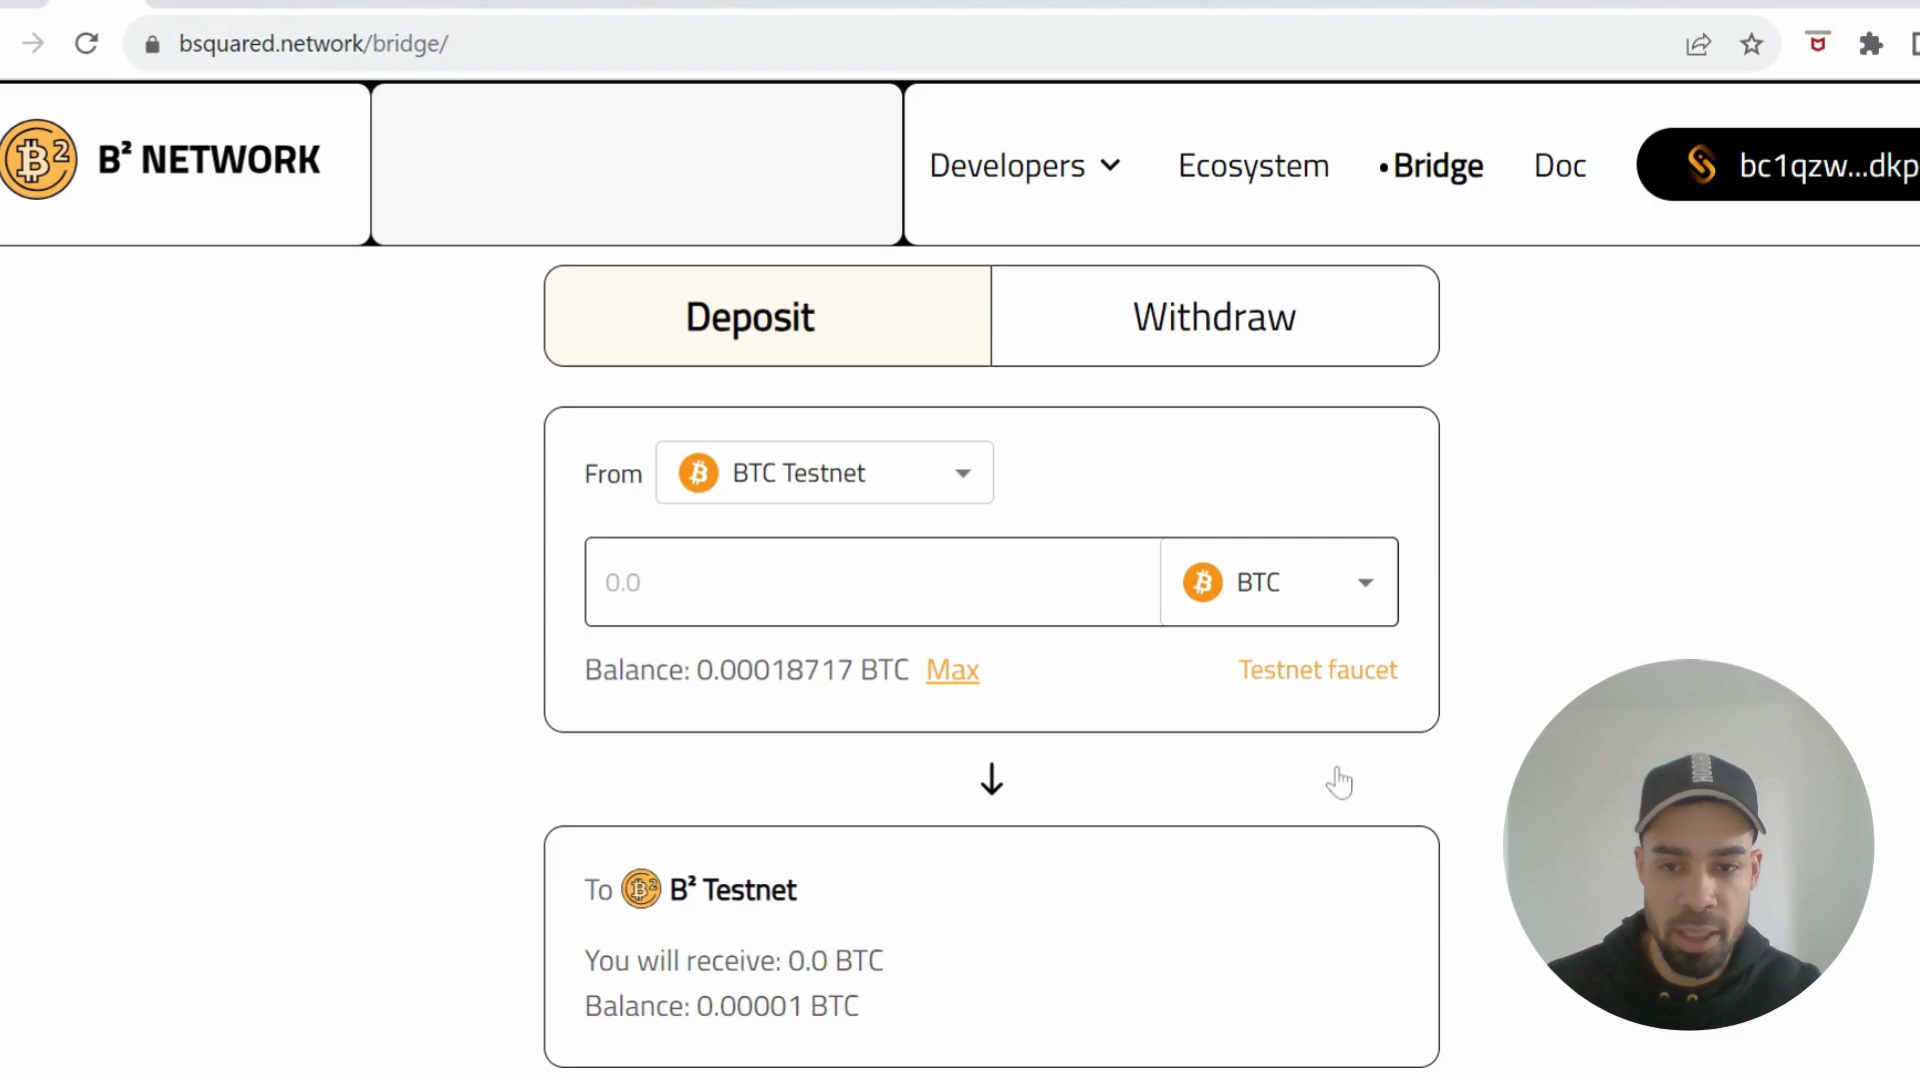 bsquared.network/bridge/
B² NETWORK
Developers
Ecosystem
•Bridge
Doc
bc1qzw...dkp
Deposit
Withdraw
From
BTC Testnet
0.0
BTC
Balance: 0.00018717 BTC Max
Testnet faucet
To B² Testnet
You will receive: 0.0 BTC
Balance: 0.00001 BTC